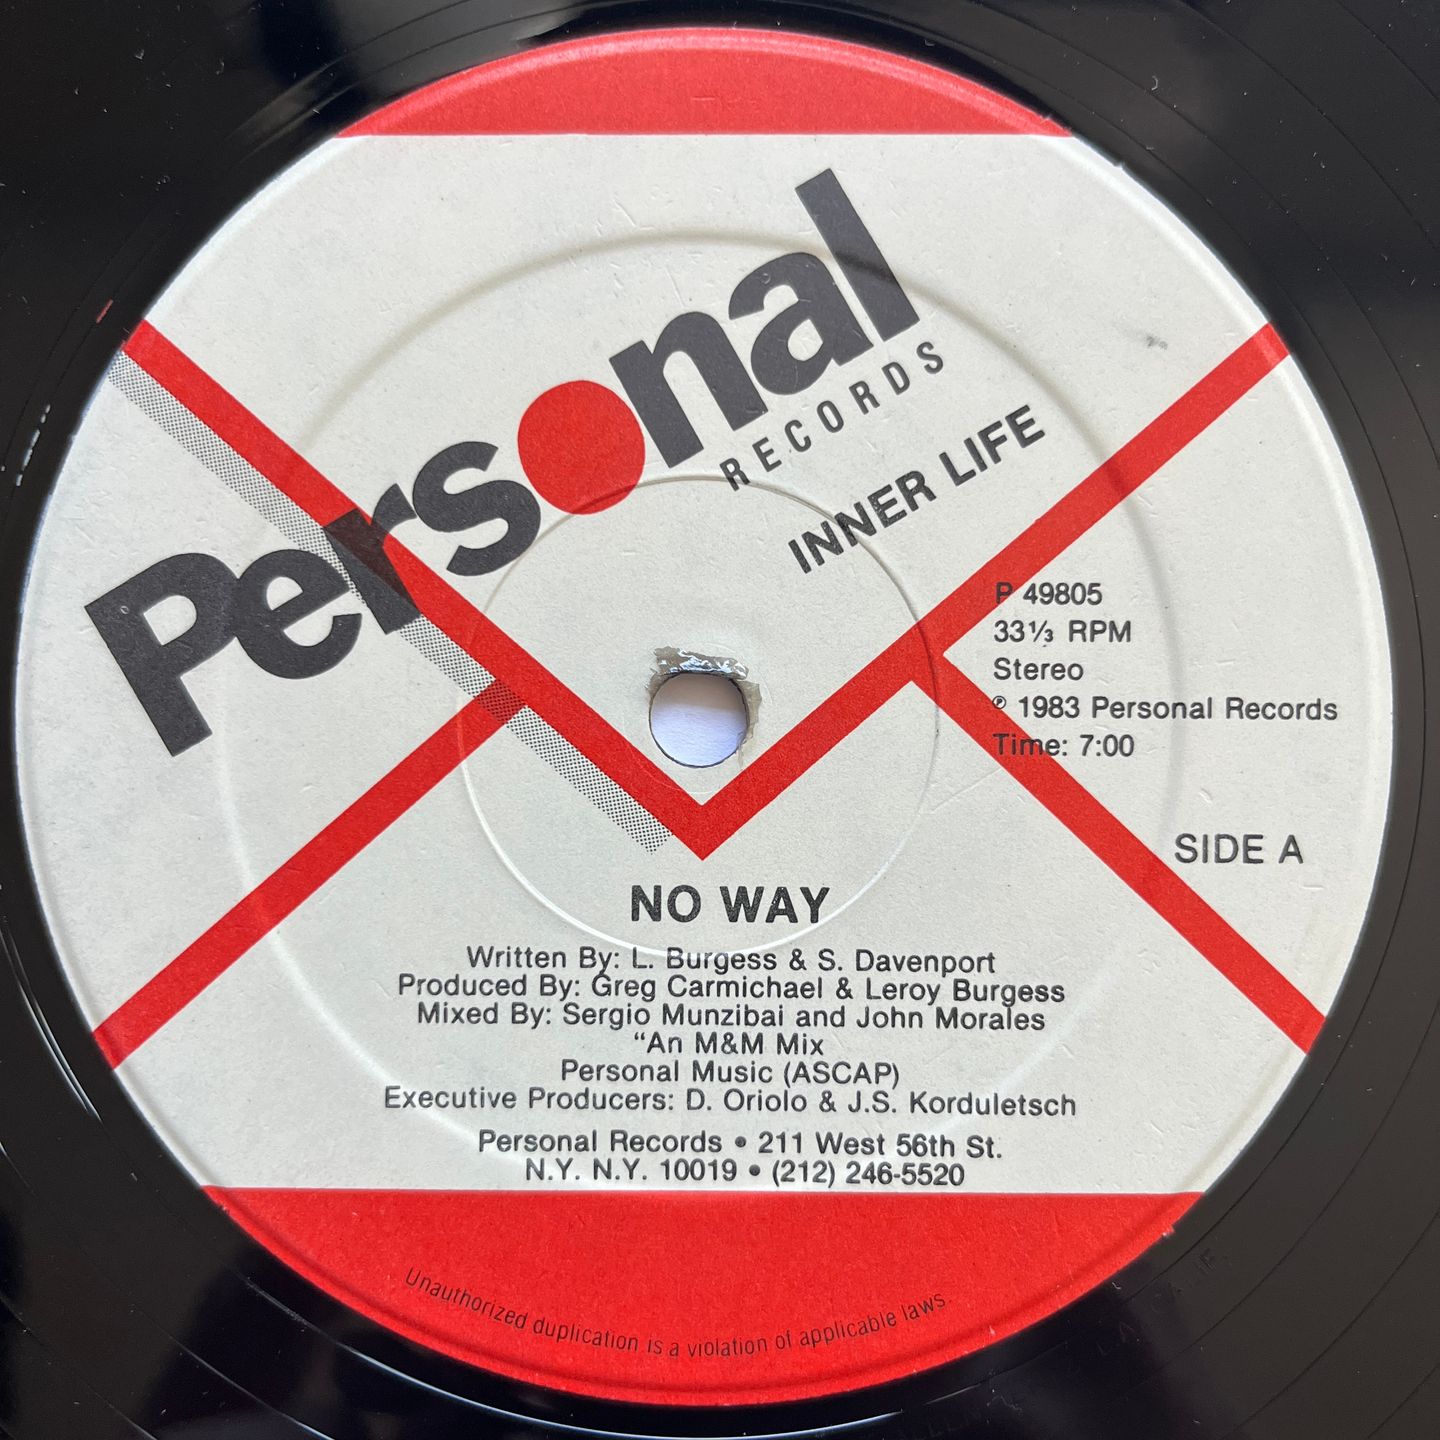 Personal
RECORDS
INNER LIFE
P 49805
33⅓ RPM
Stereo
℗ 1983 Personal Records
Time: 7:00
SIDE A
NO WAY
Written By: L. Burgess & S. Davenport
Produced By: Greg Carmichael & Leroy Burgess
Mixed By: Sergio Munzibai and John Morales
“An M&M Mix
Personal Music (ASCAP)
Executive Producers: D. Oriolo & J.S. Korduletsch
Personal Records • 211 West 56th St.
N.Y. N.Y. 10019 • (212) 246-5520
Unauthorized duplication is a violation of applicable laws